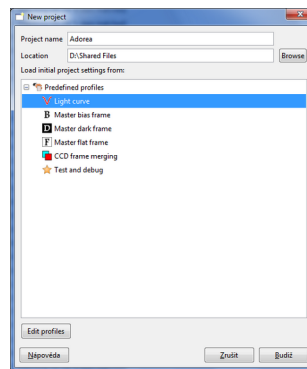 New project
Project name Adorea
Location D:\Shared Files Browse
Load initial project settings from:
Predefined profiles
Light curve
B Master bias frame
D Master dark frame
F Master flat frame
CCD frame merging
Test and debug
Edit profiles
Nápověda Zrušit Budiž